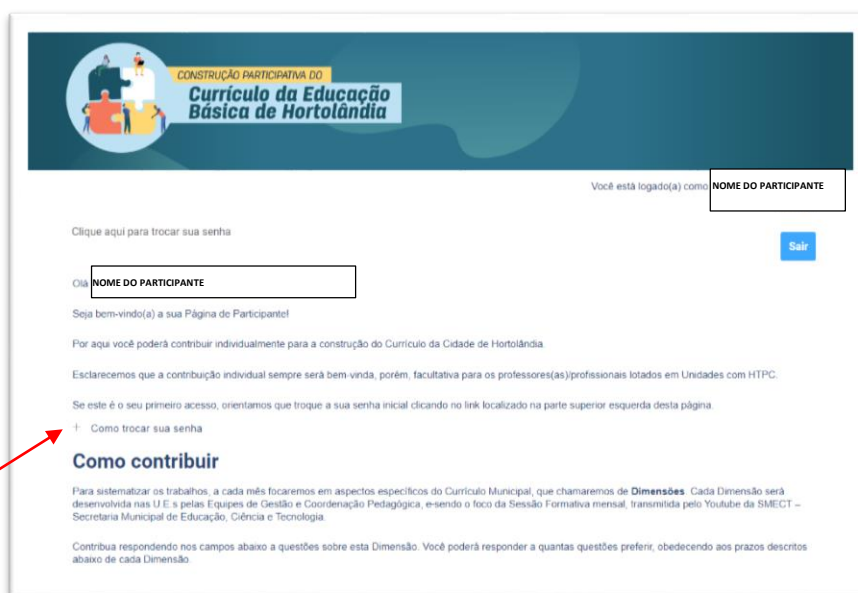 CONSTRUÇÃO PARTICIPATIVA DO
Currículo da Educação
Básica de Hortolândia
Você está logado(a) como NOME DO PARTICIPANTE
Clique aqui para trocar sua senha
Sair
Olá NOME DO PARTICIPANTE
Seja bem-vindo(a) a sua Página de Participante!
Por aqui você poderá contribuir individualmente para a construção do Currículo da Cidade de Hortolândia.
Esclarecemos que a contribuição individual sempre será bem-vinda, porém, facultativa para os professores(as)/profissionais lotados em Unidades com HTPC.
Se este é o seu primeiro acesso, orientamos que troque a sua senha inicial clicando no link localizado na parte superior esquerda desta página.
+ Como trocar sua senha
Como contribuir
Para sistematizar os trabalhos, a cada mês focaremos em aspectos específicos do Currículo Municipal, que chamaremos de Dimensões. Cada Dimensão será
desenvolvida nas U.E.s pelas Equipes de Gestão e Coordenação Pedagógica, e-sendo o foco da Sessão Formativa mensal, transmitida pelo Youtube da SMECT –
Secretaria Municipal de Educação, Ciência e Tecnologia.
Contribua respondendo nos campos abaixo a questões sobre esta Dimensão. Você poderá responder a quantas questões preferir, obedecendo aos prazos descritos
abaixo de cada Dimensão.